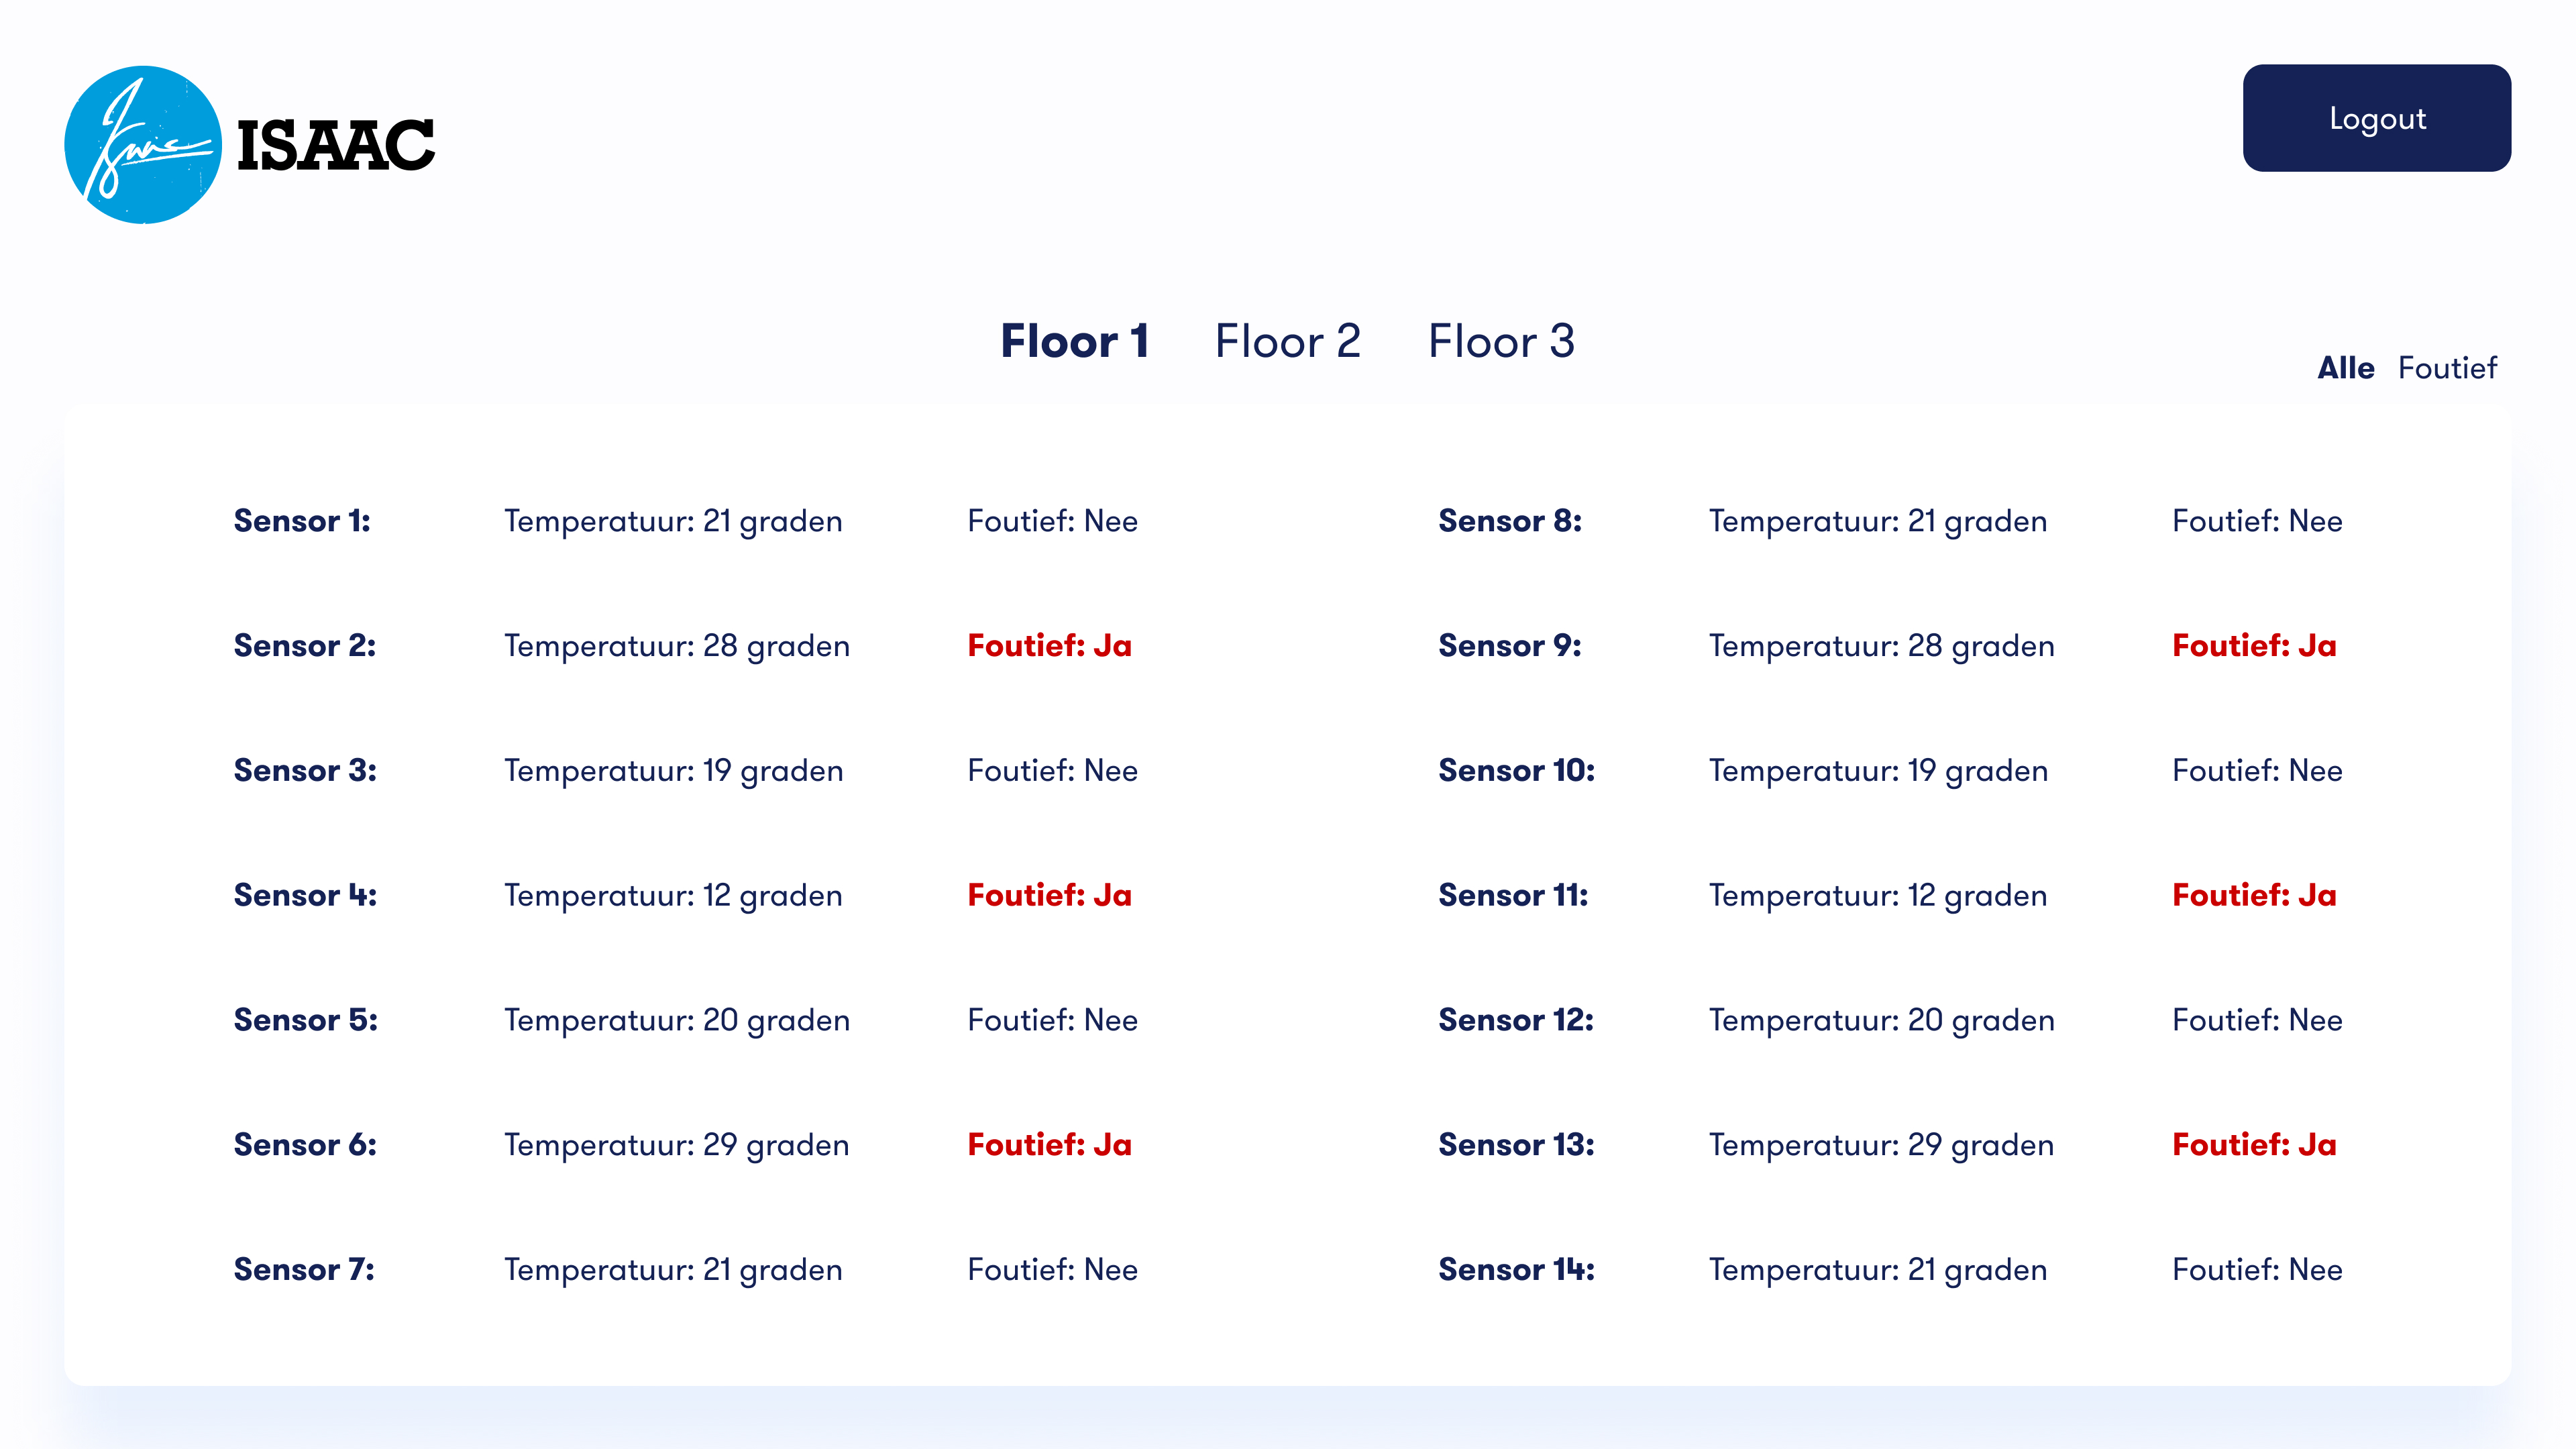 ISAAC
Logout
Floor 1 Floor 2 Floor 3
Alle Foutief
Sensor 1: Temperatuur: 21 graden Foutief: Nee
Sensor 2: Temperatuur: 28 graden Foutief: Ja
Sensor 3: Temperatuur: 19 graden Foutief: Nee
Sensor 4: Temperatuur: 12 graden Foutief: Ja
Sensor 5: Temperatuur: 20 graden Foutief: Nee
Sensor 6: Temperatuur: 29 graden Foutief: Ja
Sensor 7: Temperatuur: 21 graden Foutief: Nee
Sensor 8: Temperatuur: 21 graden Foutief: Nee
Sensor 9: Temperatuur: 28 graden Foutief: Ja
Sensor 10: Temperatuur: 19 graden Foutief: Nee
Sensor 11: Temperatuur: 12 graden Foutief: Ja
Sensor 12: Temperatuur: 20 graden Foutief: Nee
Sensor 13: Temperatuur: 29 graden Foutief: Ja
Sensor 14: Temperatuur: 21 graden Foutief: Nee